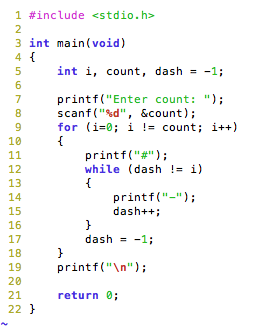 1 #include <stdio.h>
2
3 int main(void)
4 {
5     int i, count, dash = -1;
6
7     printf("Enter count: ");
8     scanf("%d", &count);
9     for (i=0; i != count; i++)
10     {
11         printf("#");
12         while (dash != i)
13         {
14             printf("-");
15             dash++;
16         }
17         dash = -1;
18     }
19     printf("\n");
20
21     return 0;
22 }
~